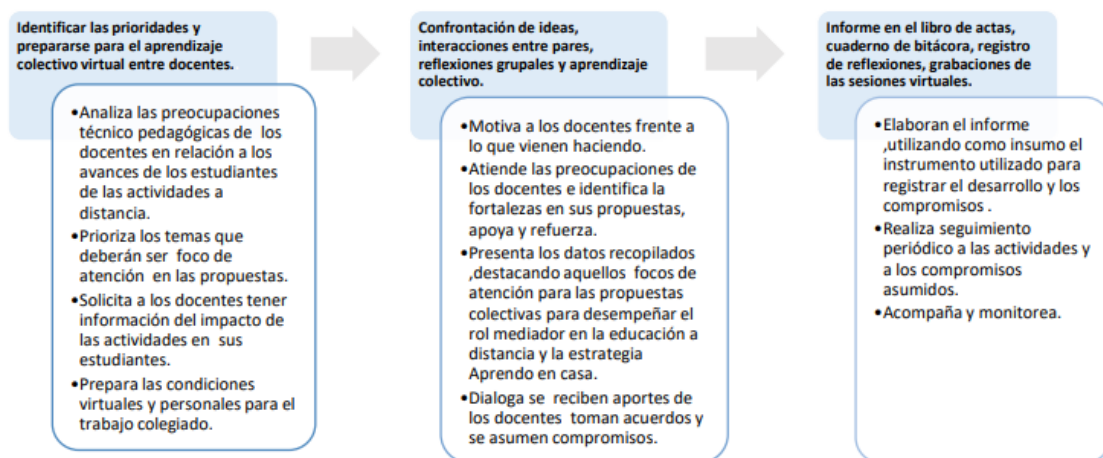 Identificar las prioridades y
prepararse para el aprendizaje
colectivo virtual entre docentes.
•Analiza las preocupaciones
técnico pedagógicas de los
docentes en relación a los
avances de los estudiantes
de las actividades a
distancia.
•Prioriza los temas que
deberán ser foco de
atención en las propuestas.
•Solicita a los docentes tener
información del impacto de
las actividades en sus
estudiantes.
•Prepara las condiciones
virtuales y personales para el
trabajo colegiado.
Confrontación de ideas,
interacciones entre pares,
reflexiones grupales y aprendizaje
colectivo.
•Motiva a los docentes frente a
lo que vienen haciendo.
•Atiende las preocupaciones de
los docentes e identifica la
fortalezas en sus propuestas,
apoya y refuerza.
•Presenta los datos recopilados
,destacando aquellos focos de
atención para las propuestas
colectivas para desempeñar el
rol mediador en la educación a
distancia y la estrategia
Aprendo en casa.
•Dialoga se reciben aportes de
los docentes toman acuerdos y
se asumen compromisos.
Informe en el libro de actas,
cuaderno de bitácora, registro
de reflexiones, grabaciones de
las sesiones virtuales.
•Elaboran el informe
,utilizando como insumo el
instrumento utilizado para
registrar el desarrollo y los
compromisos .
•Realiza seguimiento
periódico a las actividades y
a los compromisos
asumidos.
•Acompaña y monitorea.